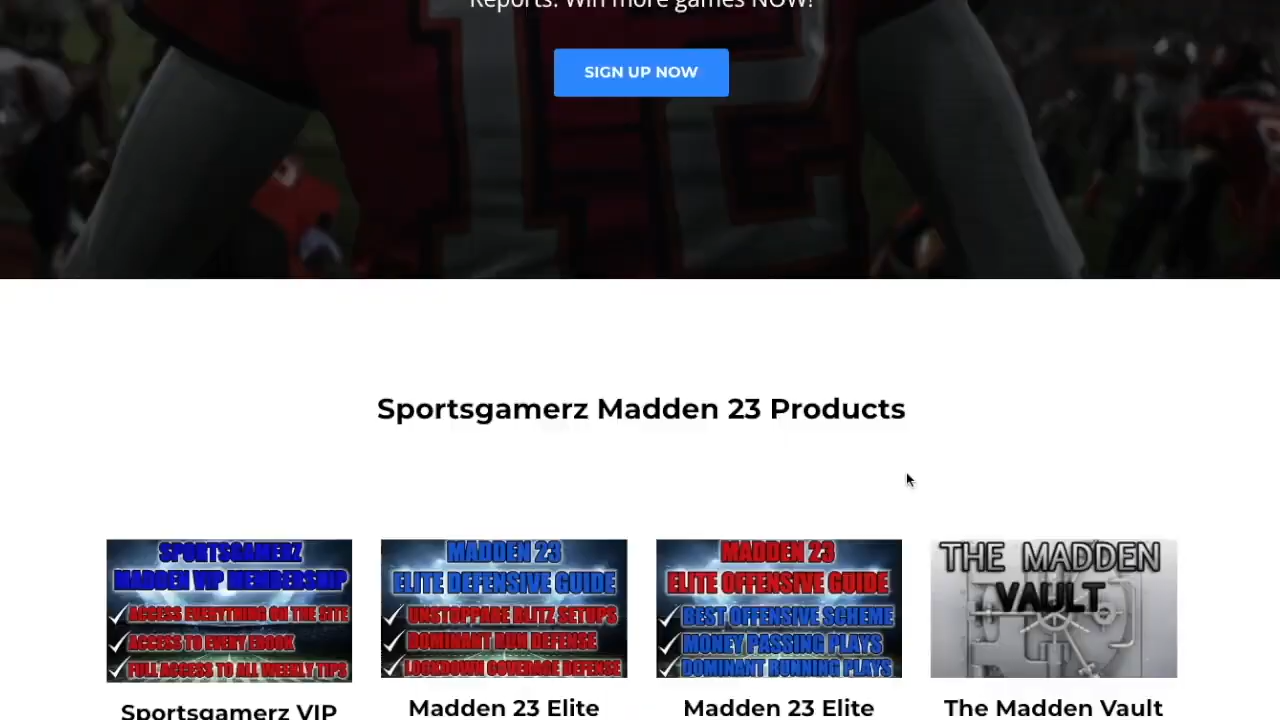 Reports. Win more games NOW!
SIGN UP NOW
Sportsgamerz Madden 23 Products
SPORTSGAMERZ
MADDEN VIP MEMBERSHIP
ACCESS EVERYTHING ON THE SITE
ACCESS TO EVERY EBOOK
FULL ACCESS TO ALL WEEKLY TIPS
Sportsgamerz VIP
MADDEN 23
ELITE DEFENSIVE GUIDE
UNSTOPPABE BLITZ SETUPS
DOMINANT RUN DEFENSE
LOCKDOWN COVERAGE DEFENSE
Madden 23 Elite
MADDEN 23
ELITE OFFENSIVE GUIDE
BEST OFFENSIVE SCHEME
MONEY PASSING PLAYS
DOMINANT RUNNING PLAYS
Madden 23 Elite
THE MADDEN
VAULT
The Madden Vault